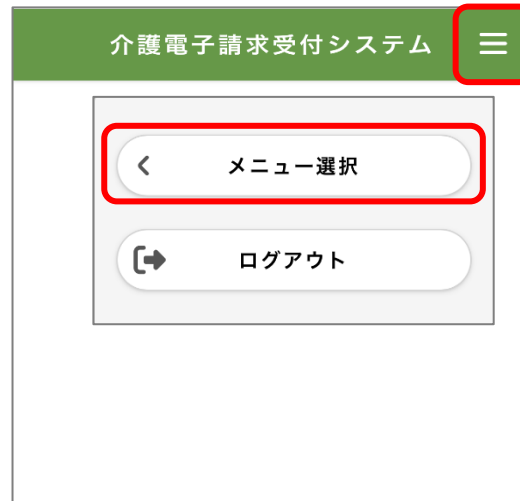 介護電子請求受付システム
メニュー選択
ログアウト